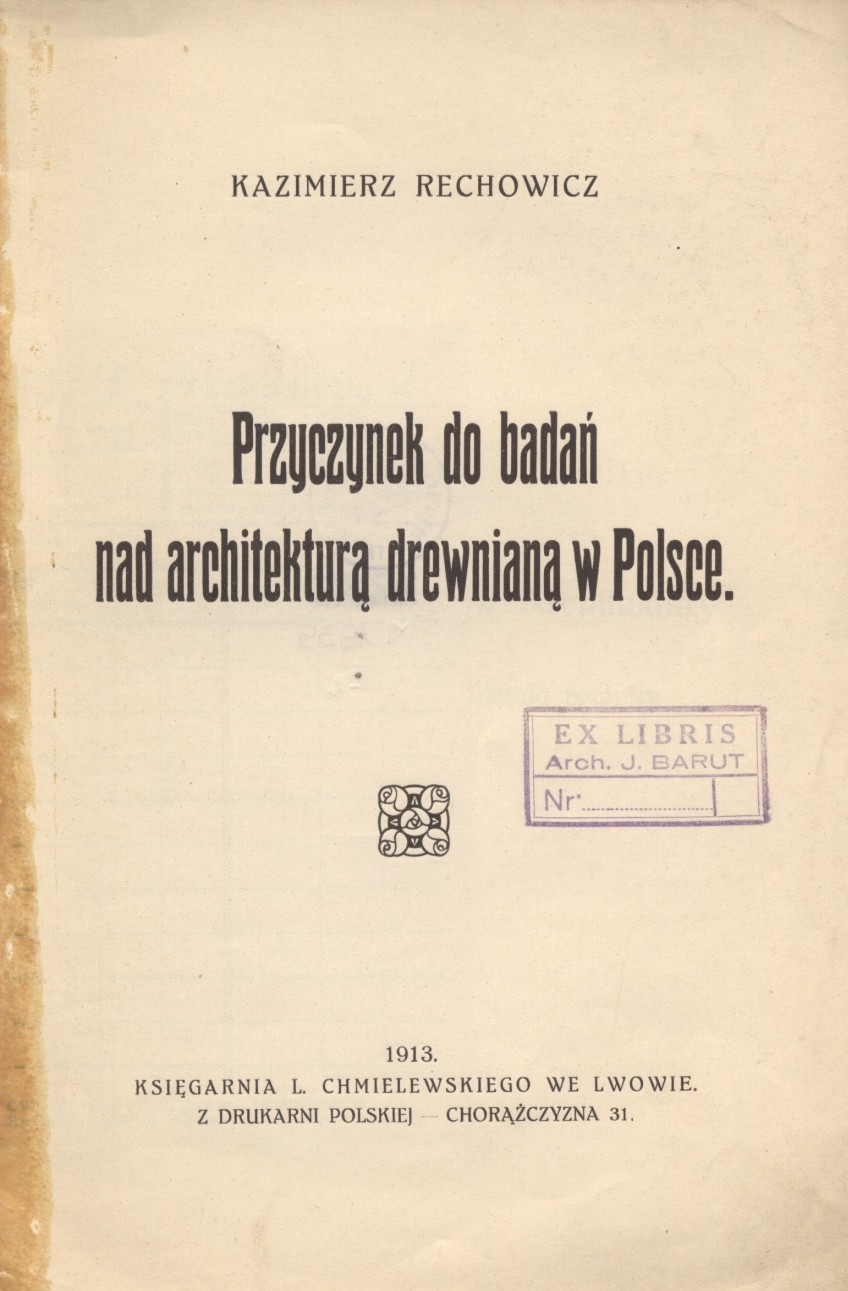 KAZIMIERZ RECHOWICZ
Przyczynek do badań
nad architekturą drewnianą w Polsce.
EX LIBRIS
Arch. J. BARUT
Nr.
1913.
KSIĘGARNIA L. CHMIELEWSKIEGO WE LWOWIE.
Z DRUKARNI POLSKIEJ — CHORĄŻCZYZNA 31.